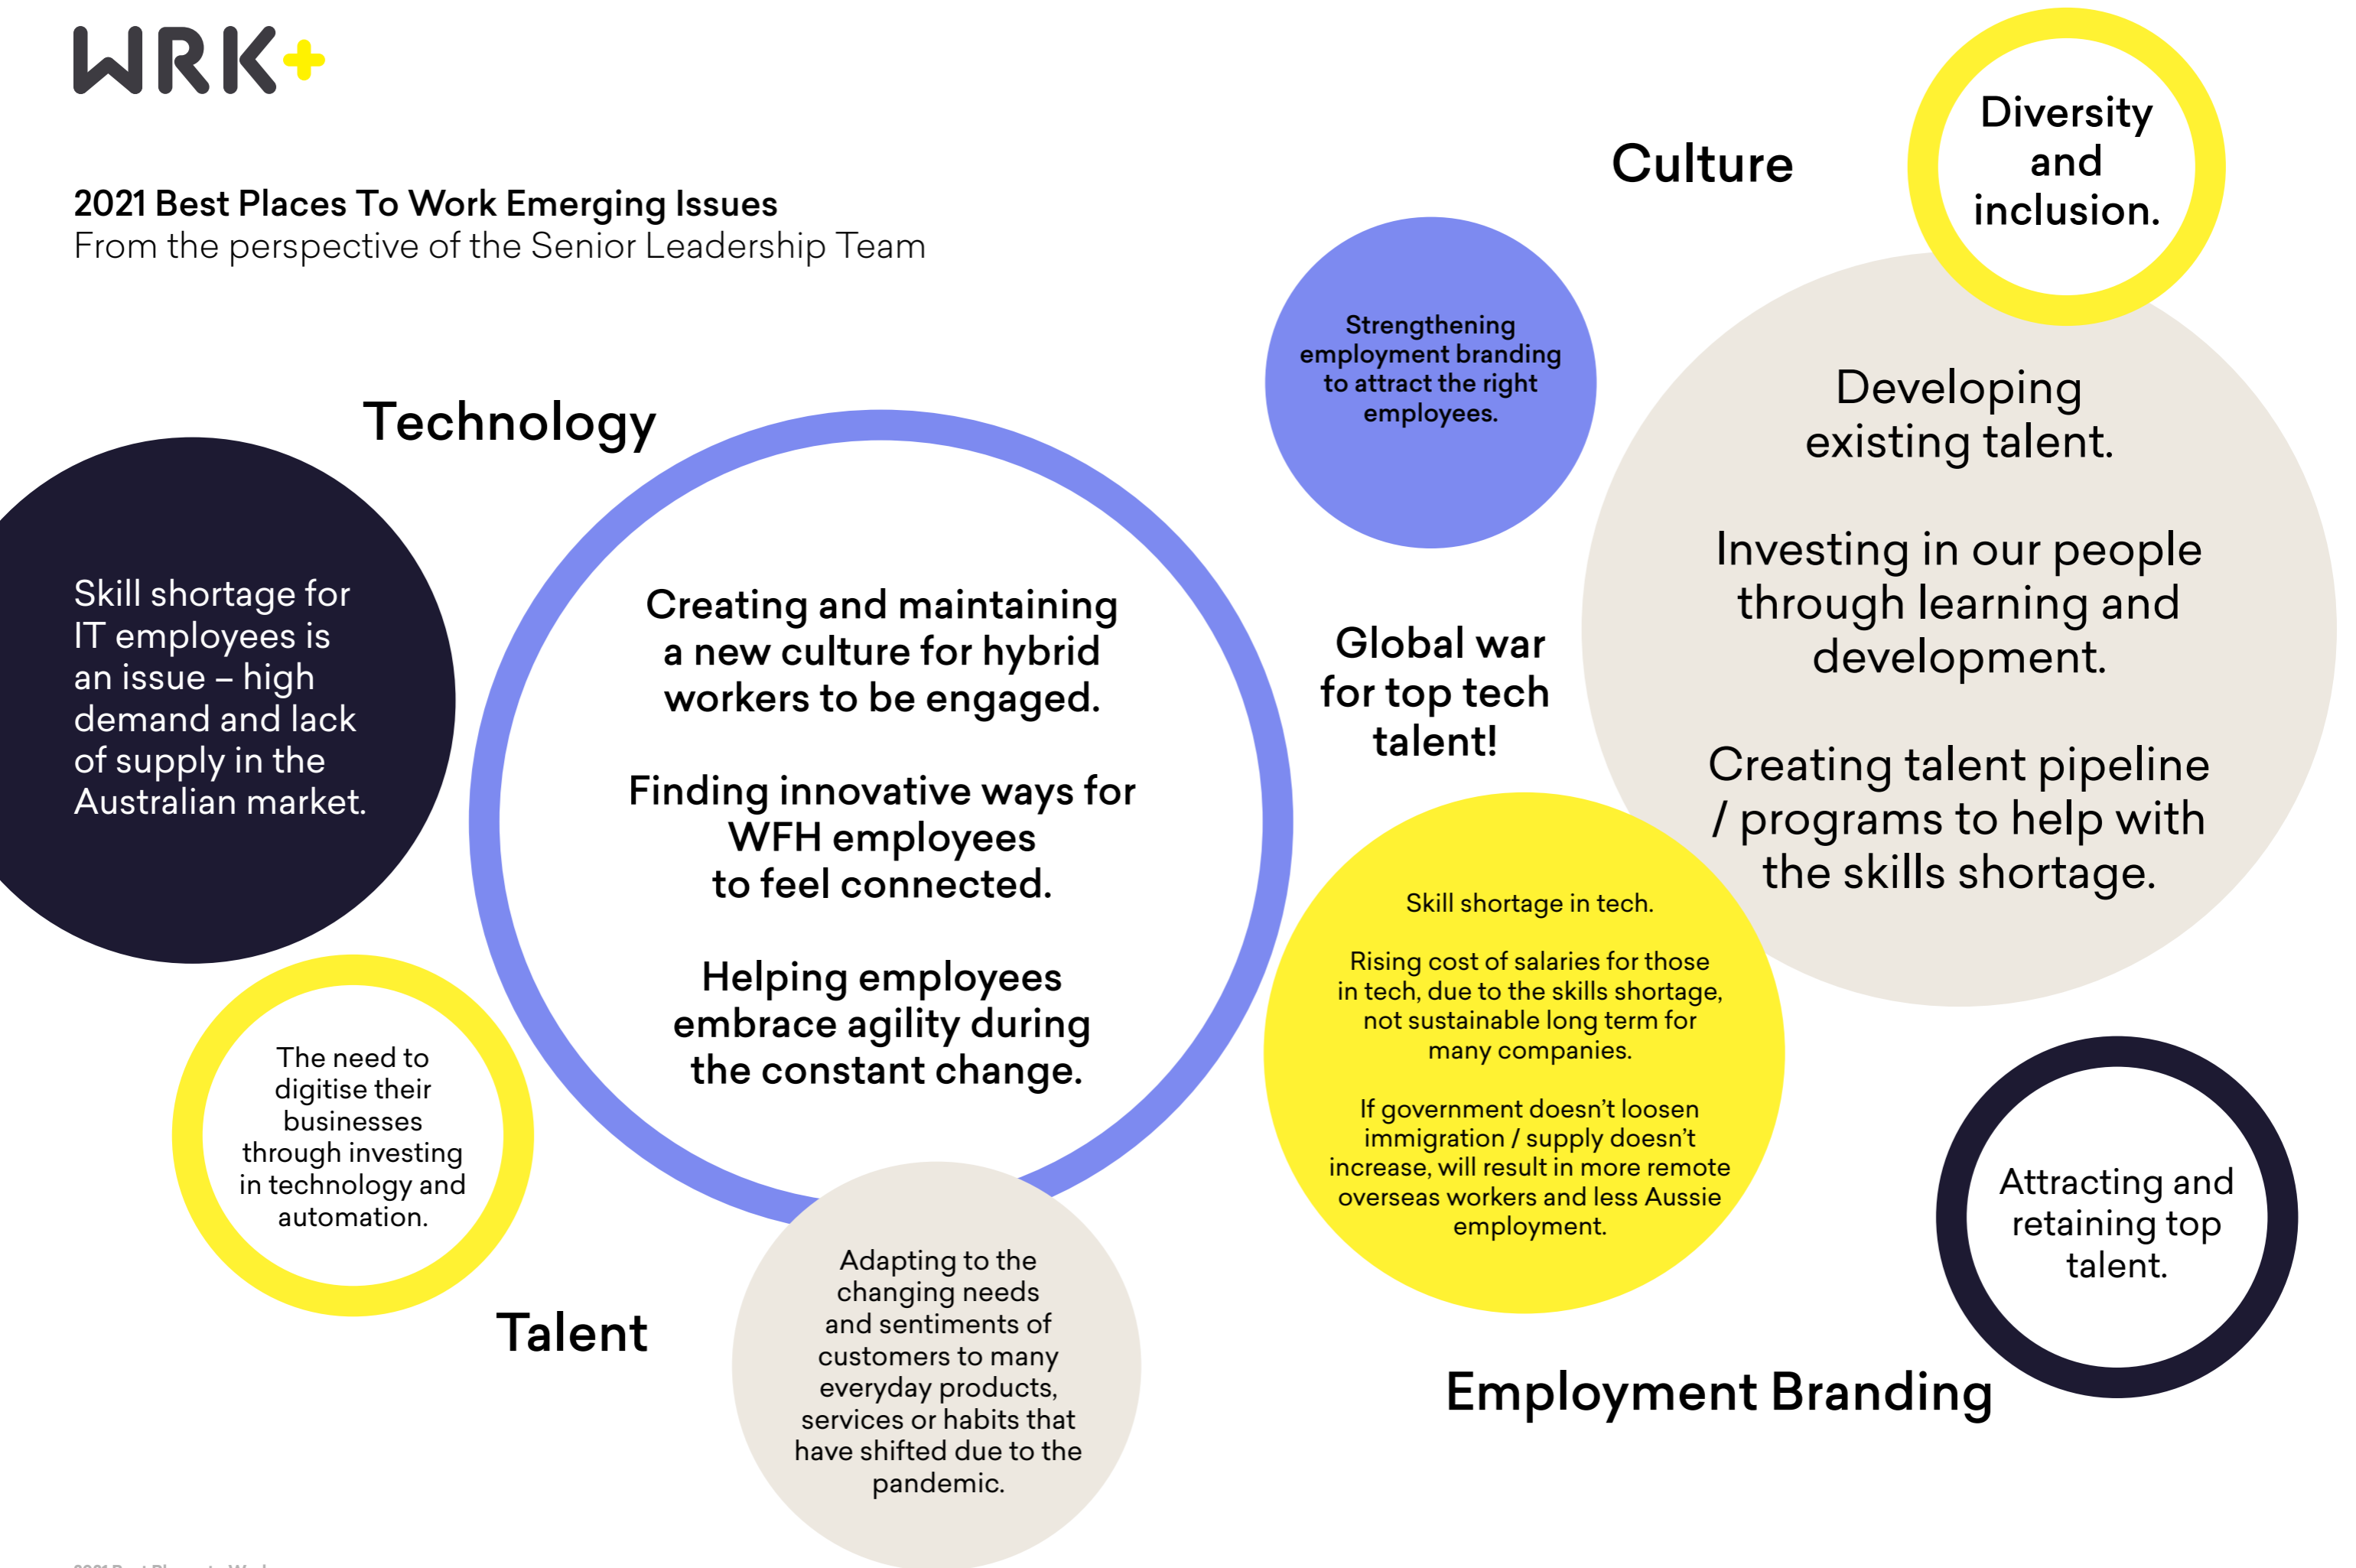 WRK+
2021 Best Places To Work Emerging Issues
From the perspective of the Senior Leadership Team
Culture
Diversity
and
inclusion.
Strengthening
employment branding
to attract the right
employees.
Technology
Developing
existing talent.
Investing in our people
through learning and
development.
Creating talent pipeline
/ programs to help with
the skills shortage.
Skill shortage for
IT employees is
an issue – high
demand and lack
of supply in the
Australian market.
Creating and maintaining
a new culture for hybrid
workers to be engaged.
Finding innovative ways for
WFH employees
to feel connected.
Helping employees
embrace agility during
the constant change.
Global war
for top tech
talent!
Skill shortage in tech.
Rising cost of salaries for those
in tech, due to the skills shortage,
not sustainable long term for
many companies.
If government doesn't loosen
immigration / supply doesn't
increase, will result in more remote
overseas workers and less Aussie
employment.
The need to
digitise their
businesses
through investing
in technology and
automation.
Attracting and
retaining top
talent.
Talent
Adapting to the
changing needs
and sentiments of
customers to many
everyday products,
services or habits that
have shifted due to the
pandemic.
Employment Branding
2021 Best Places to Work